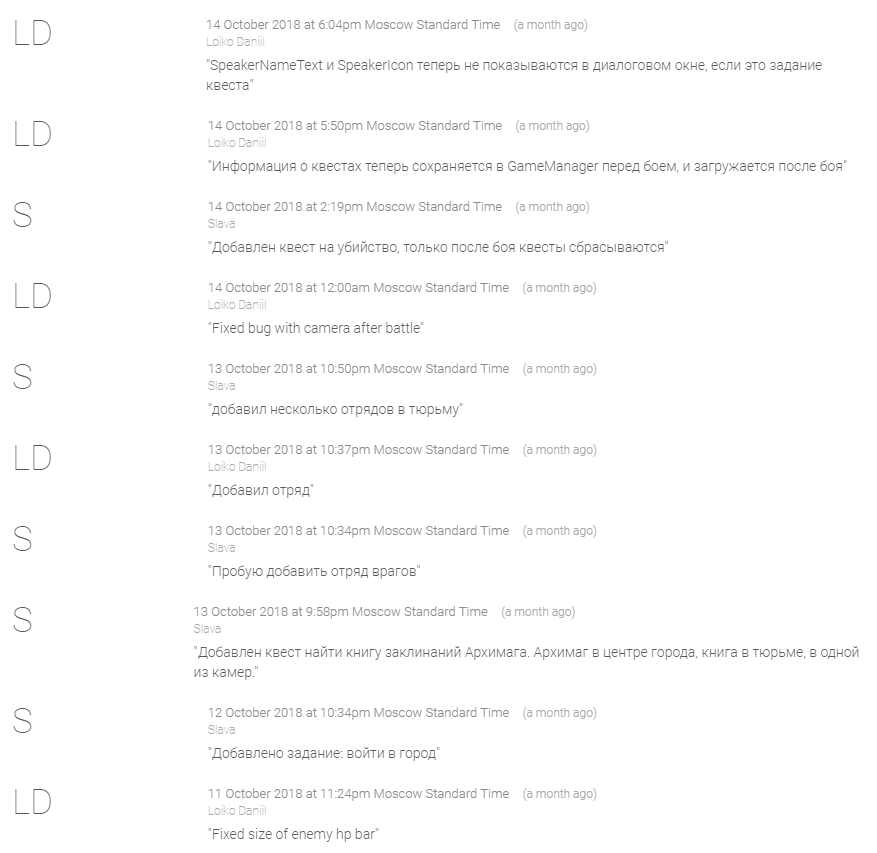 LD
14 October 2018 at 6:04pm Moscow Standard Time (a month ago)
Loiko Daniil
"SpeakerNameText и SpeakerIcon теперь не показываются в диалоговом окне, если это задание
квеста"
LD
14 October 2018 at 5:50pm Moscow Standard Time (a month ago)
Loiko Daniil
"Информация о квестах теперь сохраняется в GameManager перед боем, и загружается после боя"
S
14 October 2018 at 2:19pm Moscow Standard Time (a month ago)
Slava
"Добавлен квест на убийство, только после боя квесты сбрасываются"
LD
14 October 2018 at 12:00am Moscow Standard Time (a month ago)
Loiko Daniil
"Fixed bug with camera after battle"
S
13 October 2018 at 10:50pm Moscow Standard Time (a month ago)
Slava
"добавил несколько отрядов в тюрьму"
LD
13 October 2018 at 10:37pm Moscow Standard Time (a month ago)
Loiko Daniil
"Добавил отряд"
S
13 October 2018 at 10:34pm Moscow Standard Time (a month ago)
Slava
"Пробую добавить отряд врагов"
S
13 October 2018 at 9:58pm Moscow Standard Time (a month ago)
Slava
"Добавлен квест найти книгу заклинаний Архимага. Архимаг в центре города, книга в тюрьме, в одной
из камер."
S
12 October 2018 at 10:34pm Moscow Standard Time (a month ago)
Slava
"Добавлено задание: войти в город"
LD
11 October 2018 at 11:24pm Moscow Standard Time (a month ago)
Loiko Daniil
"Fixed size of enemy hp bar"